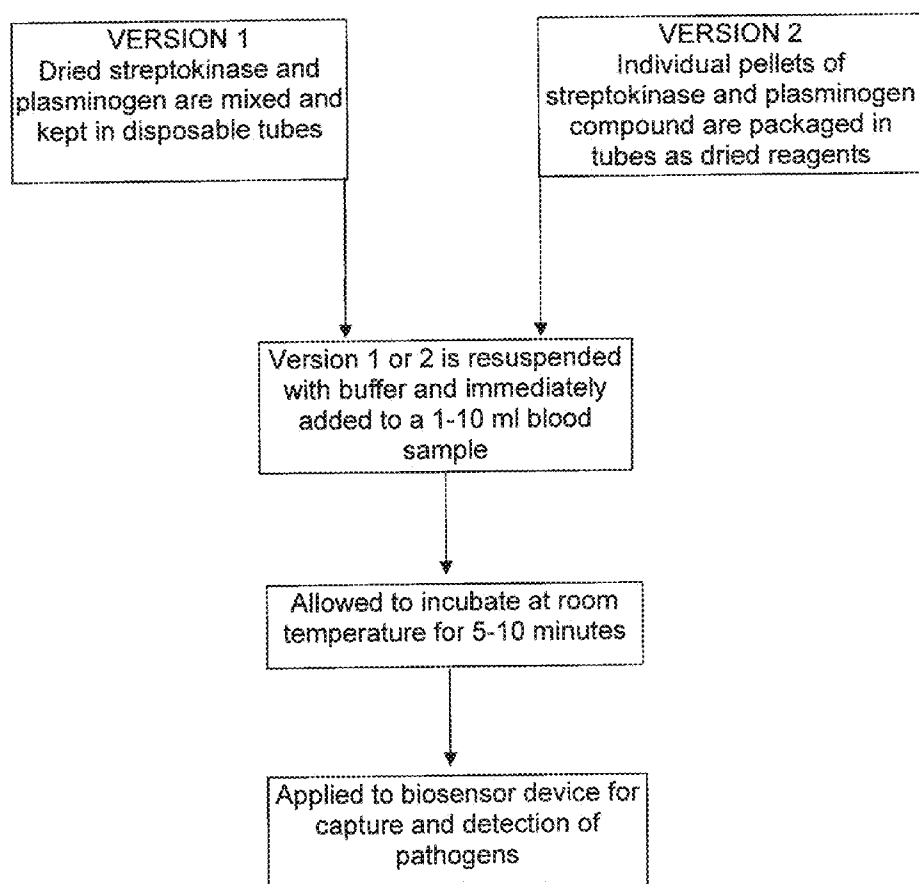 VERSION 1
Dried streptokinase and
plasminogen are mixed and
kept in disposable tubes
VERSION 2
Individual pellets of
streptokinase and plasminogen
compound are packaged in
tubes as dried reagents
Version 1 or 2 is resuspended
with buffer and immediately
added to a 1-10 ml blood
sample
Allowed to incubate at room
temperature for 5-10 minutes
Applied to biosensor device for
capture and detection of
pathogens